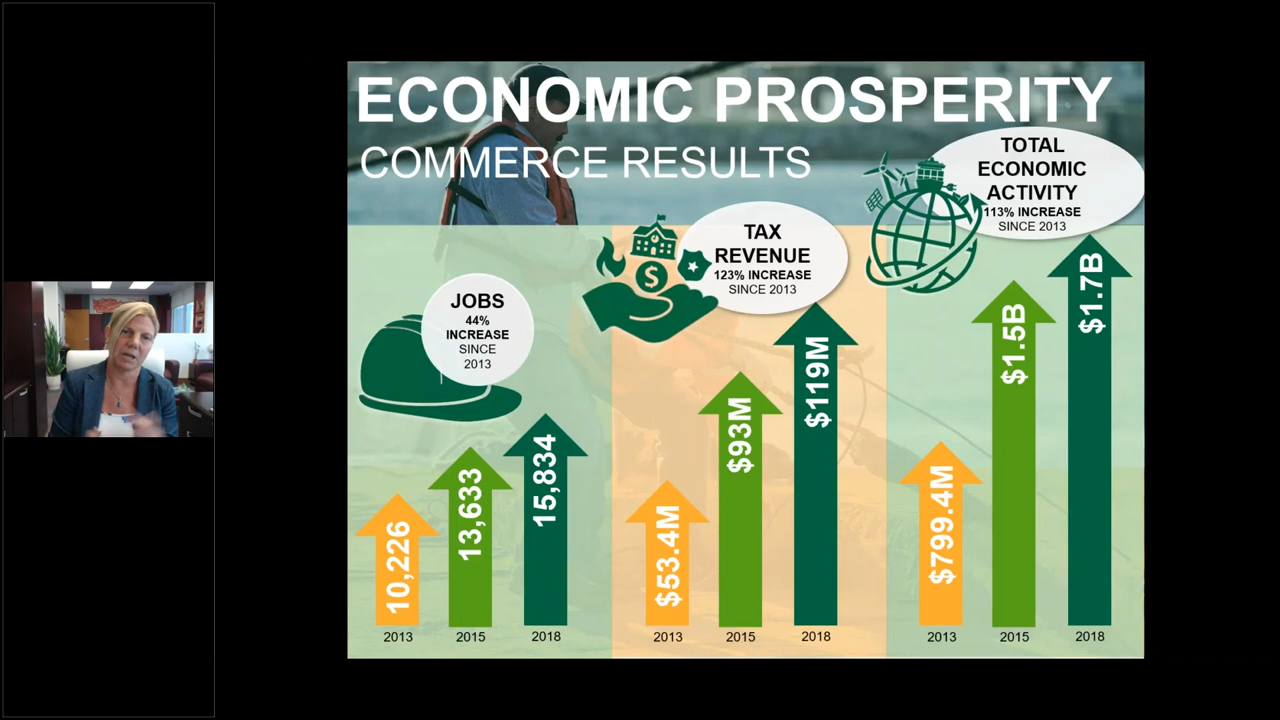 ECONOMIC PROSPERITY
COMMERCE RESULTS
JOBS
44%
INCREASE
SINCE
2013
10,226
13,633
15,834
2013
2015
2018
TAX
REVENUE
123% INCREASE
SINCE 2013
$
$53.4M
$93M
$119M
2013
2015
2018
TOTAL
ECONOMIC
ACTIVITY
113% INCREASE
SINCE 2013
$799.4M
$1.5B
$1.7B
2013
2015
2018